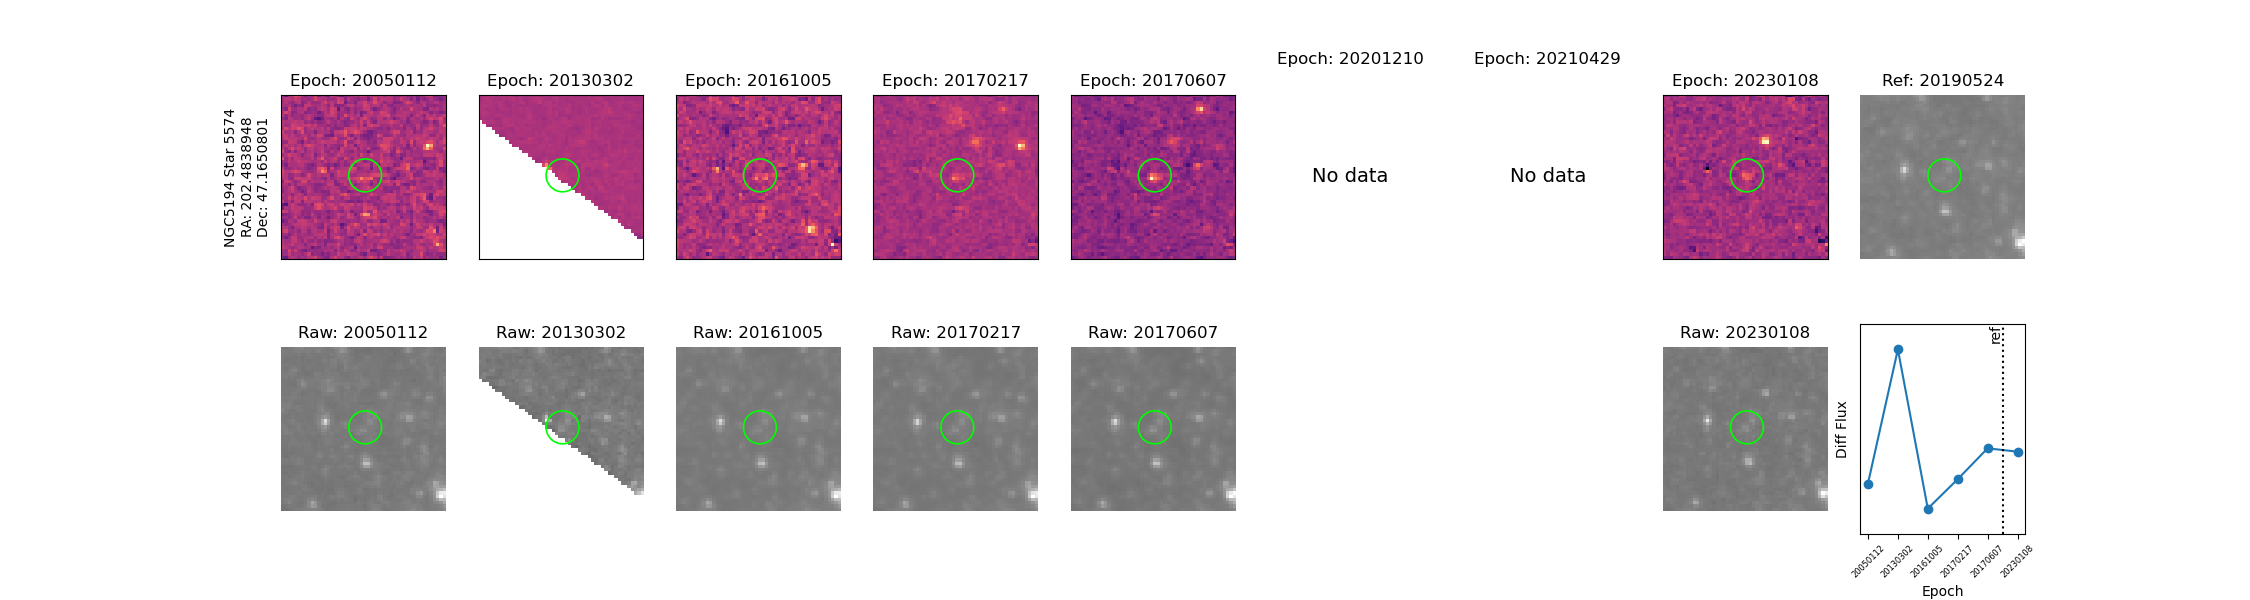 NGC5194 Star 5574
RA: 202.4838948
Dec: 47.1650801
Epoch: 20050112
Epoch: 20130302
Epoch: 20161005
Epoch: 20170217
Epoch: 20170607
Epoch: 20201210
Epoch: 20210429
Epoch: 20230108
Ref: 20190524
No data
No data
Raw: 20050112
Raw: 20130302
Raw: 20161005
Raw: 20170217
Raw: 20170607
Raw: 20230108
Diff Flux
ref
20050112
20130302
20161005
20170217
20170607
20230108
Epoch